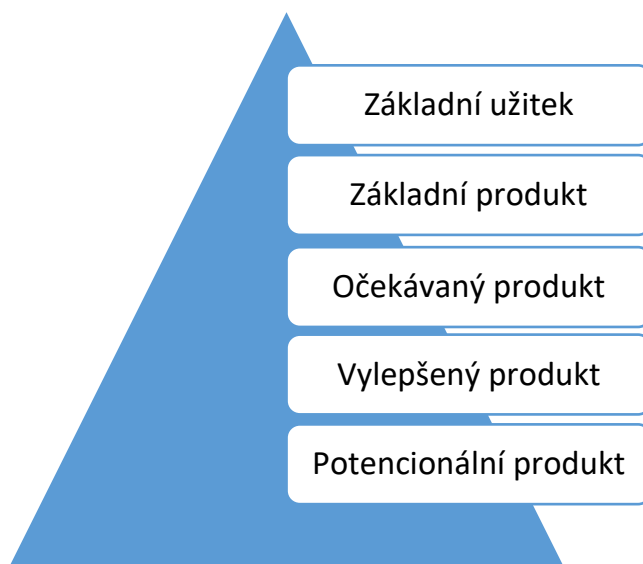 Základní užitek
Základní produkt
Očekávaný produkt
Vylepšený produkt
Potencionální produkt